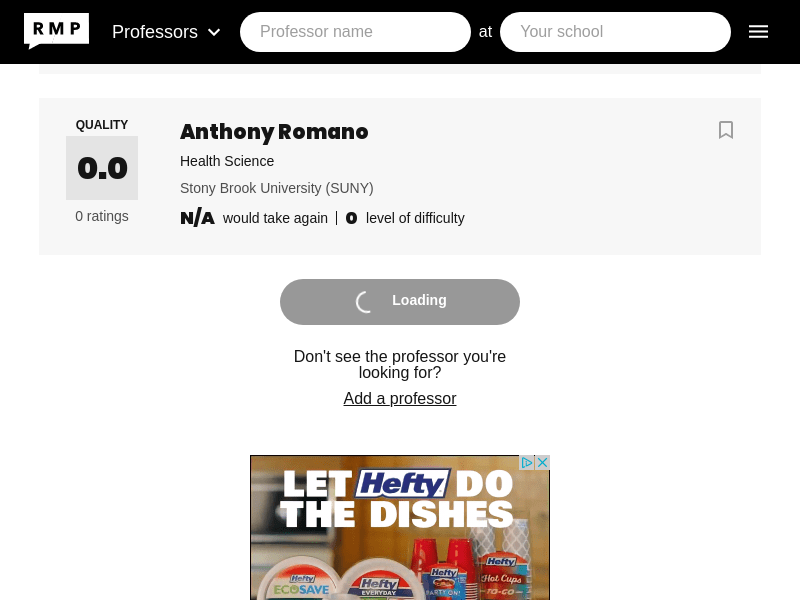 RMP
Professors
Professor name
at
Your school
QUALITY
0.0
0 ratings
Anthony Romano
Health Science
Stony Brook University (SUNY)
N/A would take again | 0 level of difficulty
Loading
Don't see the professor you're
looking for?
Add a professor
LET Hefty DO
THE DISHES
Hefty
ECOSAVE
Hefty
EVERYDAY
Hefty
PARTY ON!
Hefty
Hot Cups
TO-GO